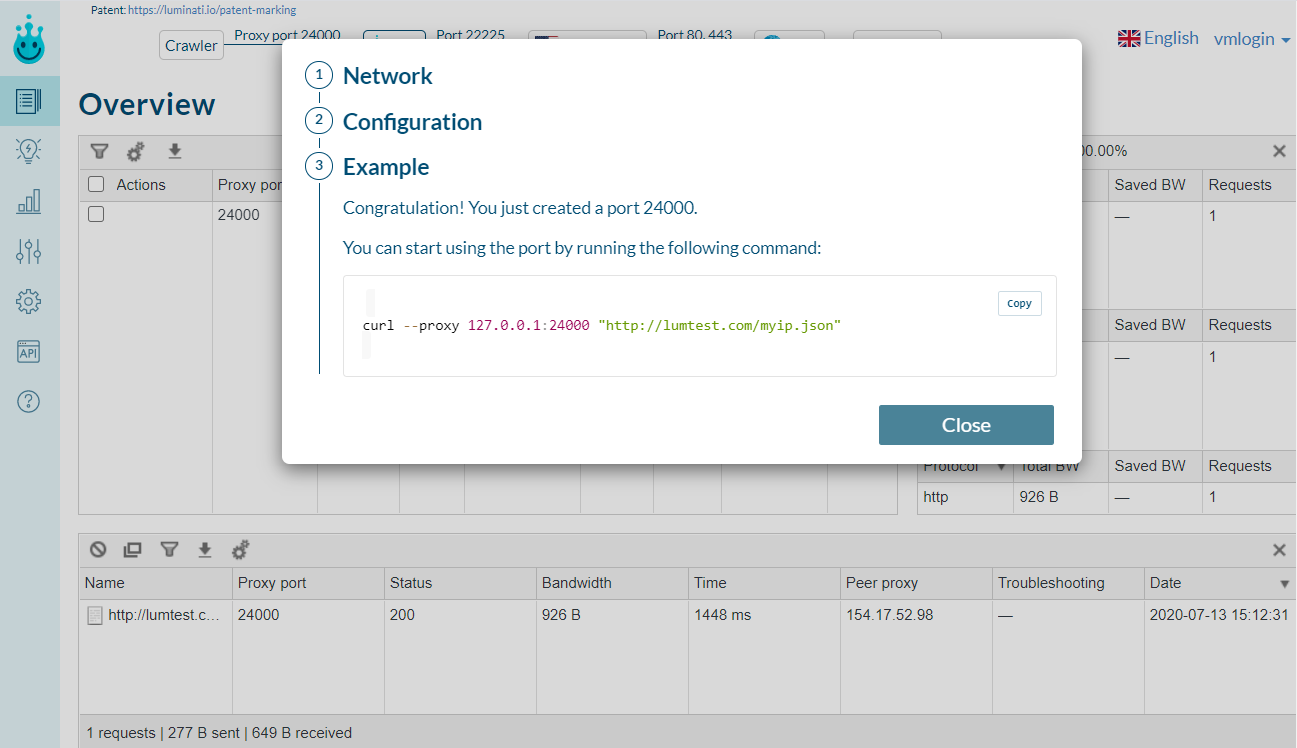 Patent: https://luminati.io/patent-marking
Crawler
Proxy port 24000
Port 22225
Port 80, 443
English
vmlogin
Overview
1 Network
2 Configuration
3 Example
Congratulation! You just created a port 24000.
You can start using the port by running the following command:
Copy
curl --proxy 127.0.0.1:24000 "http://lumtest.com/myip.json"
Close
Actions
Proxy por
24000
00.00%
Saved BW Requests
— 1
Saved BW Requests
— 1
Protocol Total BW Saved BW Requests
http 926 B — 1
API
Name Proxy port Status Bandwidth Time Peer proxy Troubleshooting Date
http://lumtest.c... 24000 200 926 B 1448 ms 154.17.52.98 — 2020-07-13 15:12:31
1 requests | 277 B sent | 649 B received